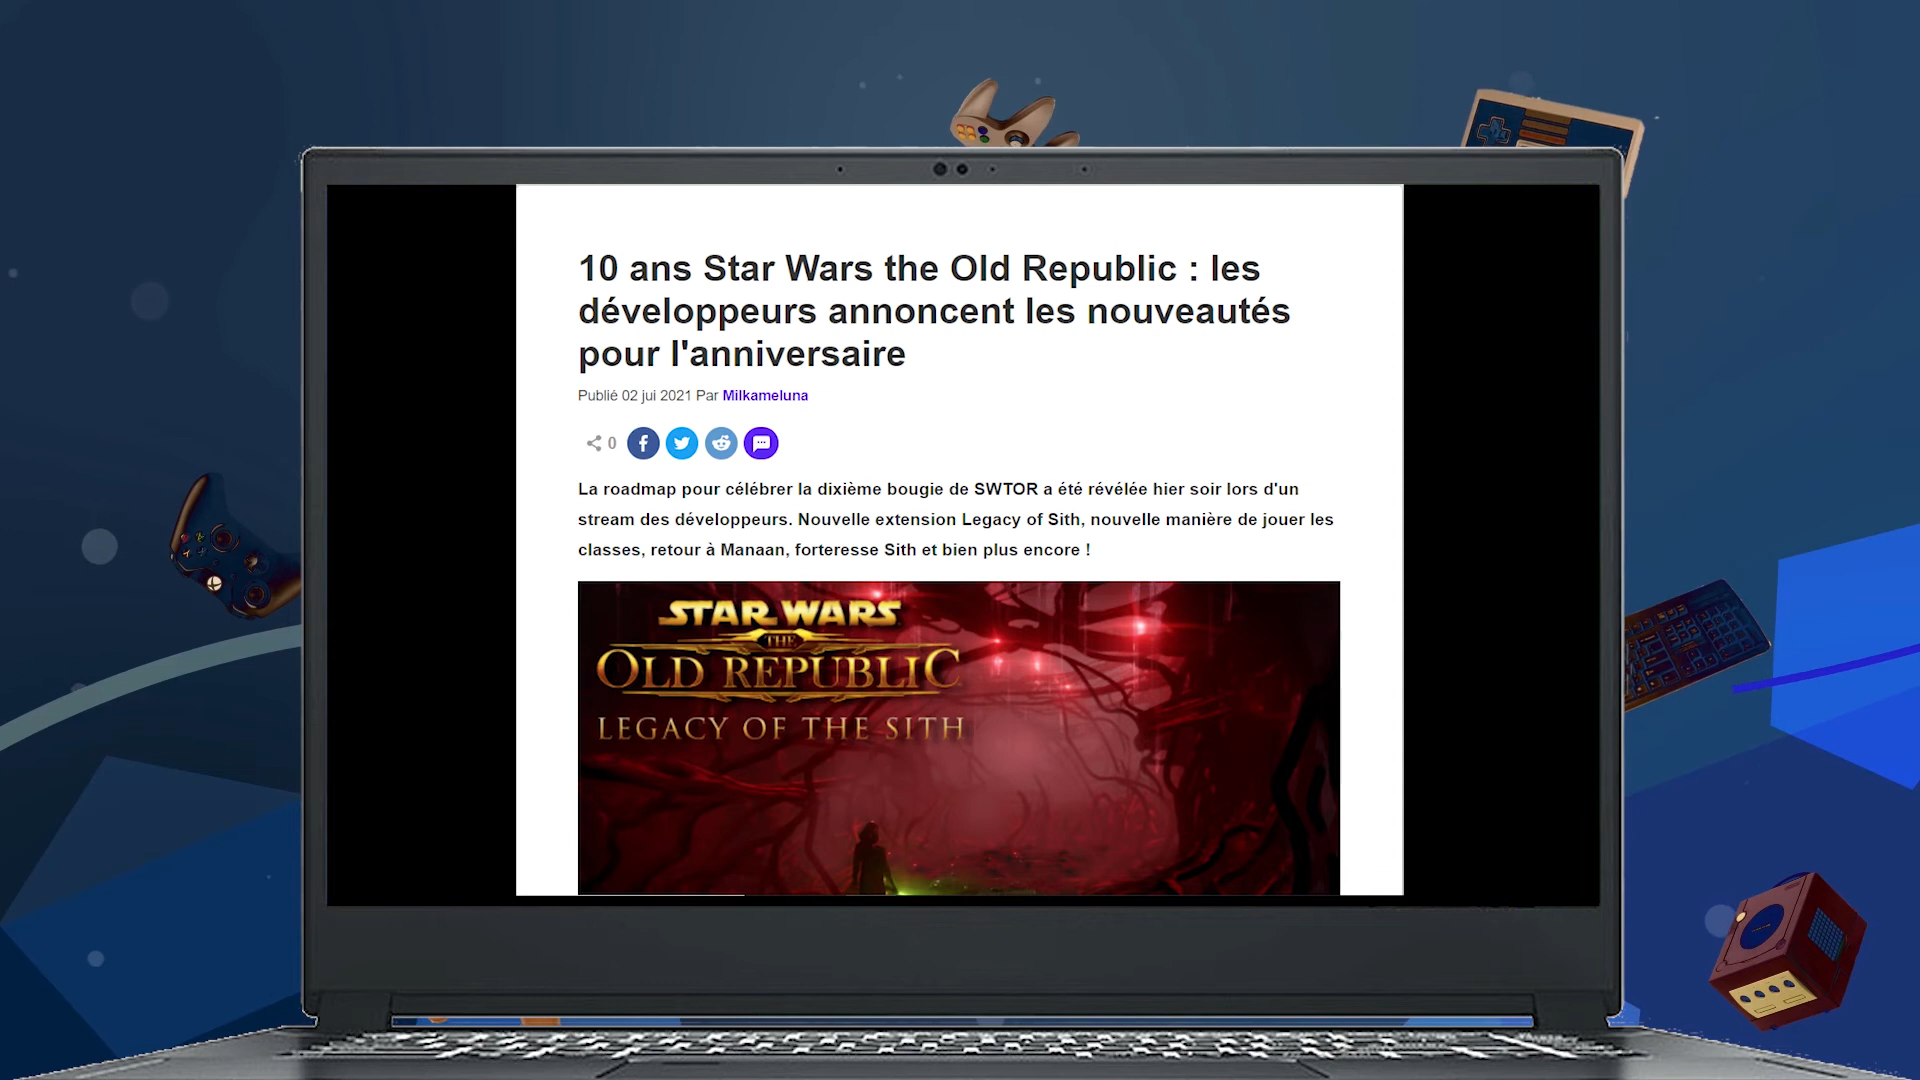 10 ans Star Wars the Old Republic : les
développeurs annoncent les nouveautés
pour l'anniversaire
Publié 02 jui 2021 Par Milkameluna
0
La roadmap pour célébrer la dixième bougie de SWTOR a été révélée hier soir lors d'un
stream des développeurs. Nouvelle extension Legacy of Sith, nouvelle manière de jouer les
classes, retour à Manaan, forteresse Sith et bien plus encore !
STAR WARS
THE
OLD REPUBLIC
LEGACY OF THE SITH